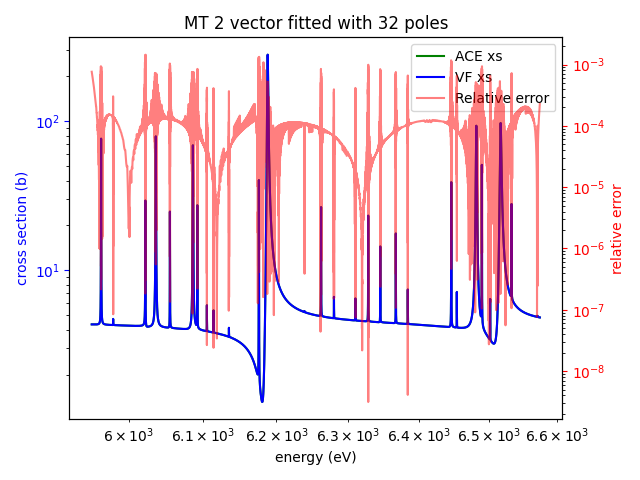 MT 2 vector fitted with 32 poles
ACE xs
VF xs
Relative error
10²
10¹
cross section (b)
10⁻³
10⁻⁴
10⁻⁵
10⁻⁶
10⁻⁷
10⁻⁸
relative error
6 × 10³ 6.1 × 10³ 6.2 × 10³ 6.3 × 10³ 6.4 × 10³ 6.5 × 10³ 6.6 × 10³
energy (eV)